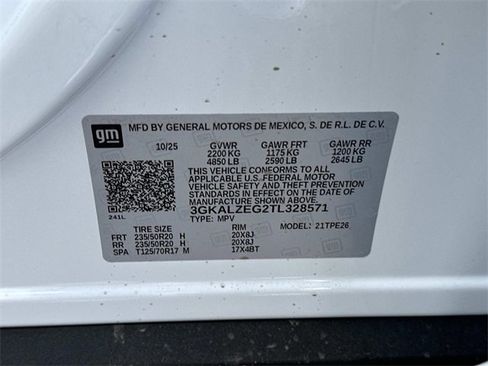 gm
MFD BY GENERAL MOTORS DE MEXICO, S. DE R.L. DE C.V.
10/25 GVWR GAWR FRT GAWR RR
2200 KG 1175 KG 1200 KG
4850 LB 2590 LB 2645 LB
THIS VEHICLE CONFORMS TO ALL
APPLICABLE U.S. FEDERAL MOTOR
VEHICLE SAFETY AND THEFT PREVENTION
STANDARDS IN EFFECT ON THE DATE OF
MANUFACTURE SHOWN ABOVE.
3GKALZEG2TL328571
241L TYPE: MPV MODEL: 21TPE26
TIRE SIZE RIM
FRT 235/50R20 H 20X8J
RR 235/50R20 H 20X8J
SPA T125/70R17 M 17X4BT